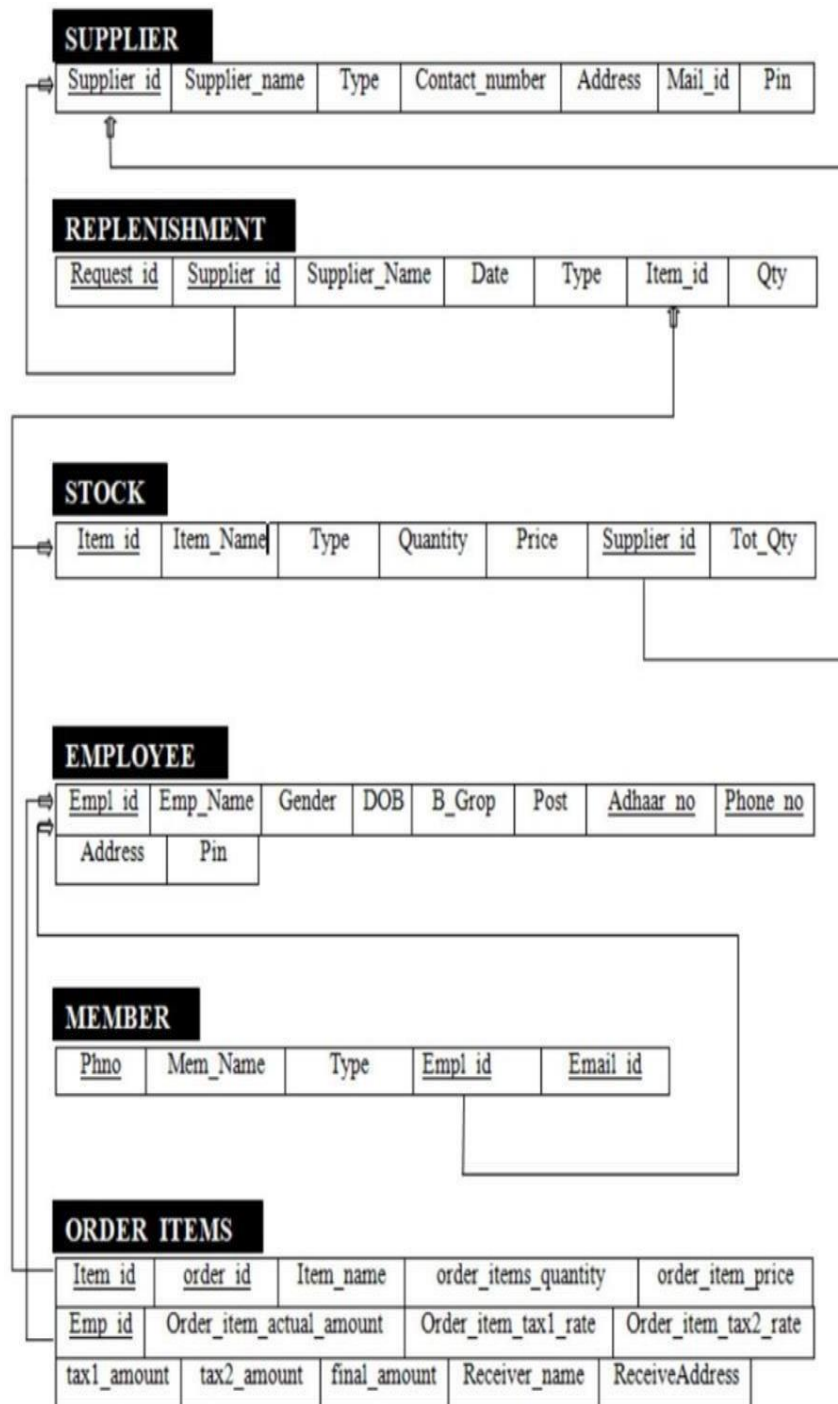 SUPPLIER
Supplier_id Supplier_name Type Contact_number Address Mail_id Pin
REPLENISHMENT
Request_id Supplier_id Supplier_Name Date Type Item_id Qty
STOCK
Item_id Item_Name Type Quantity Price Supplier_id Tot_Qty
EMPLOYEE
Empl_id Emp_Name Gender DOB B_Grop Post Adhaar_no Phone_no
Address Pin
MEMBER
Phno Mem_Name Type Empl_id Email_id
ORDER ITEMS
Item_id order_id Item_name order_items_quantity order_item_price
Emp_id Order_item_actual_amount Order_item_tax1_rate Order_item_tax2_rate
tax1_amount tax2_amount final_amount Receiver_name ReceiveAddress